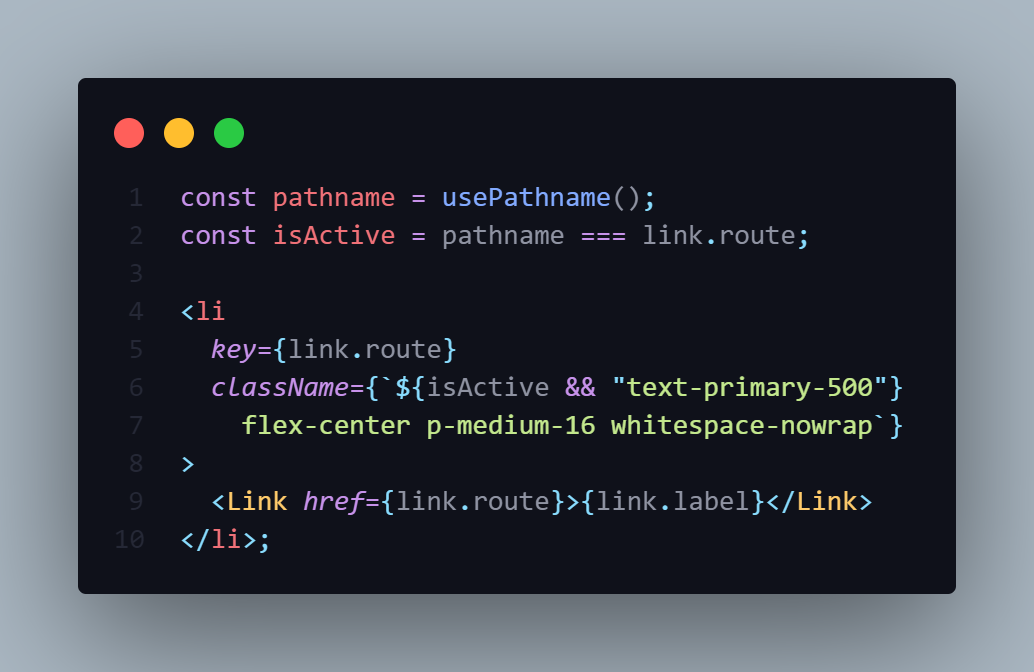 1 const pathname = usePathname();
2 const isActive = pathname === link.route;
3
4 <li
5   key={link.route}
6   className={`${isActive && "text-primary-500"}
7     flex-center p-medium-16 whitespace-nowrap`}
8 >
9   <Link href={link.route}>{link.label}</Link>
10 </li>;